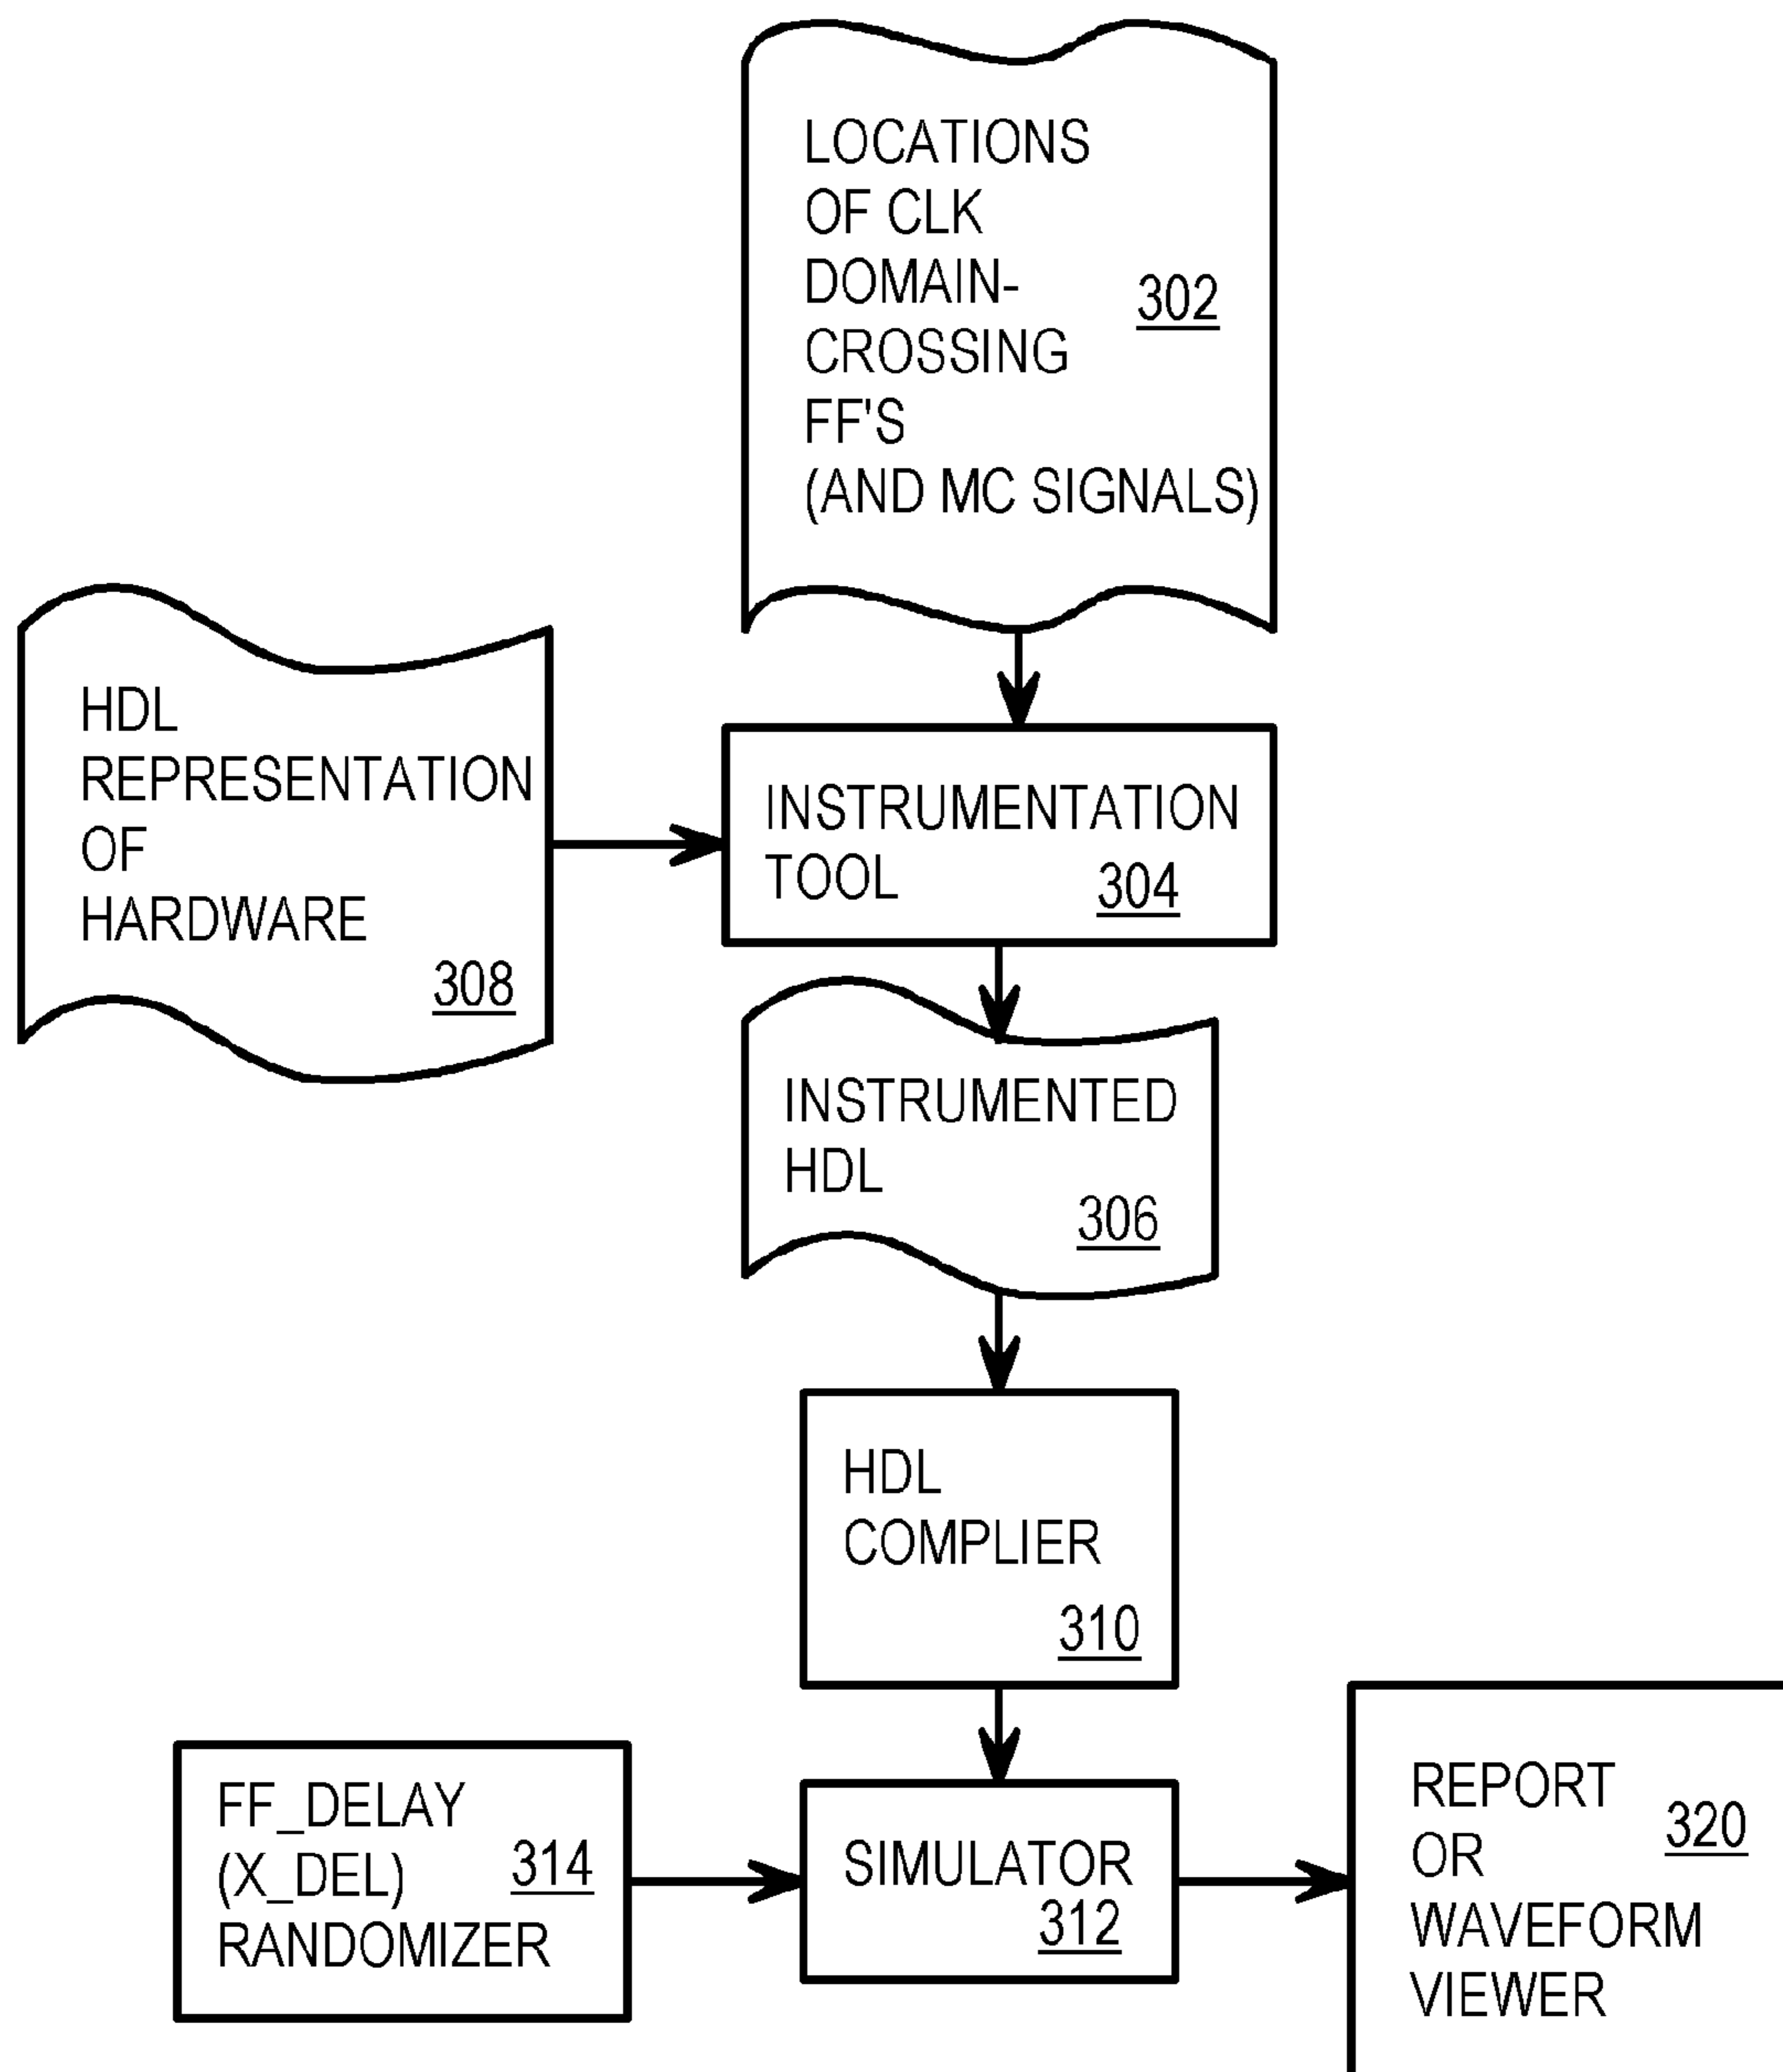 LOCATIONS
OF CLK
DOMAIN-
CROSSING
FF'S
(AND MC SIGNALS)
302
HDL
REPRESENTATION
OF
HARDWARE
308
INSTRUMENTATION
TOOL
304
INSTRUMENTED
HDL
306
HDL
COMPLIER
310
FF_DELAY
(X_DEL)
RANDOMIZER
314
SIMULATOR
312
REPORT
OR
WAVEFORM
VIEWER
320